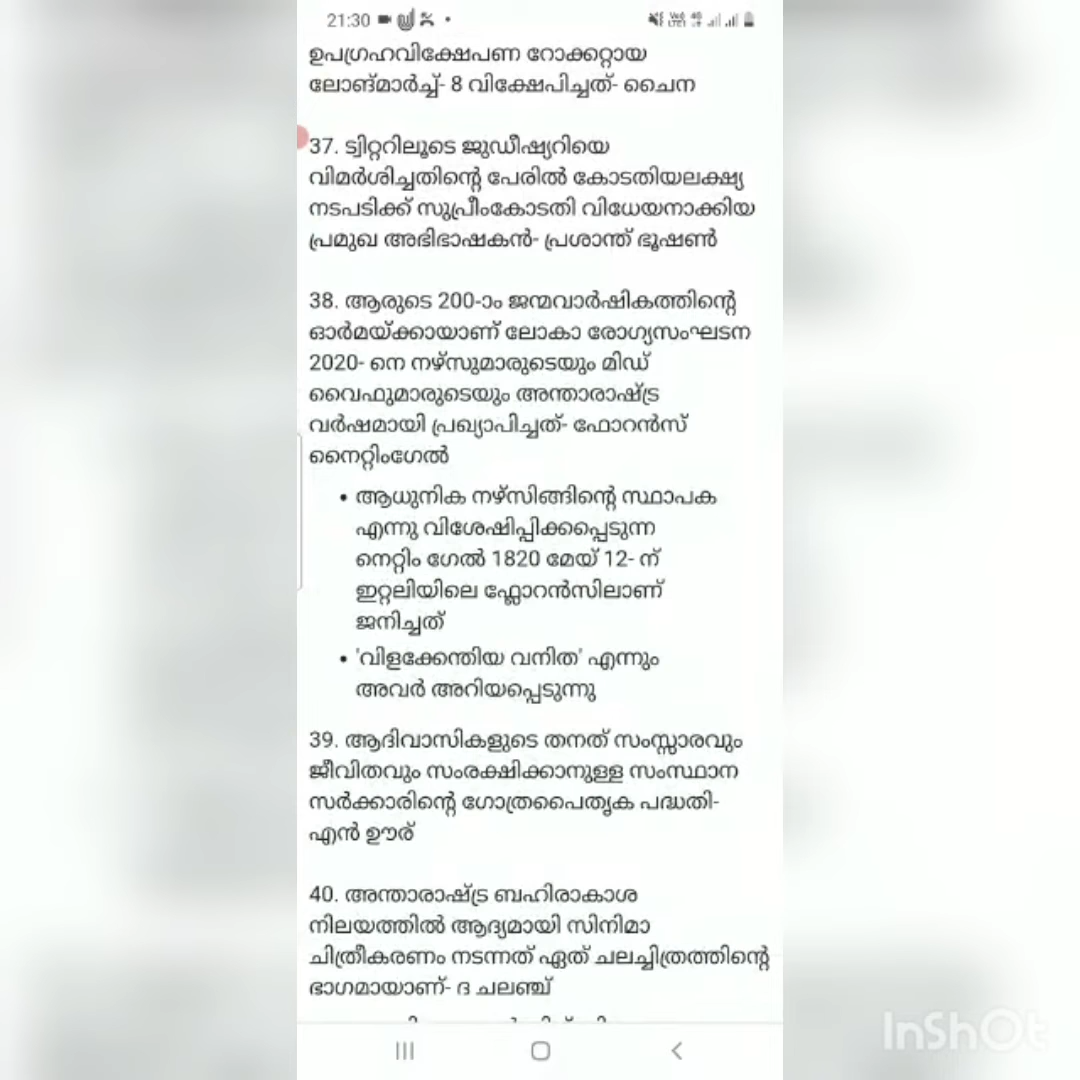 21:30
ഉപഗ്രഹവിക്ഷേപണ റോക്കറ്റായ
ലോങ്മാർച്ച്- 8 വിക്ഷേപിച്ചത്- ചൈന
37. ട്വിറ്ററിലൂടെ ജുഡീഷ്യറിയെ
വിമർശിച്ചതിന്റെ പേരിൽ കോടതിയലക്ഷ്യ
നടപടിക്ക് സുപ്രീംകോടതി വിധേയനാക്കിയ
പ്രമുഖ അഭിഭാഷകൻ- പ്രശാന്ത് ഭൂഷൺ
38. ആരുടെ 200-ാം ജന്മവാർഷികത്തിന്റെ
ഓർമയ്ക്കായാണ് ലോകാ രോഗ്യസംഘടന
2020- നെ നഴ്സുമാരുടെയും മിഡ്
വൈഫുമാരുടെയും അന്താരാഷ്ട്ര
വർഷമായി പ്രഖ്യാപിച്ചത്- ഫോറൻസ്
നൈറ്റിംഗേൽ
• ആധുനിക നഴ്സിങ്ങിന്റെ സ്ഥാപക
എന്നു വിശേഷിപ്പിക്കപ്പെടുന്ന
നെറ്റിം ഗേൽ 1820 മേയ് 12- ന്
ഇറ്റലിയിലെ ഫ്ലോറൻസിലാണ്
ജനിച്ചത്
• 'വിളക്കേന്തിയ വനിത' എന്നും
അവർ അറിയപ്പെടുന്നു
39. ആദിവാസികളുടെ തനത് സംസ്സാരവും
ജീവിതവും സംരക്ഷിക്കാനുള്ള സംസ്ഥാന
സർക്കാരിന്റെ ഗോത്രപൈതൃക പദ്ധതി-
എൻ ഊര്
40. അന്താരാഷ്ട്ര ബഹിരാകാശ
നിലയത്തിൽ ആദ്യമായി സിനിമാ
ചിത്രീകരണം നടന്നത് ഏത് ചലച്ചിത്രത്തിന്റെ
ഭാഗമായാണ്- ദ ചലഞ്ച്
InShOt